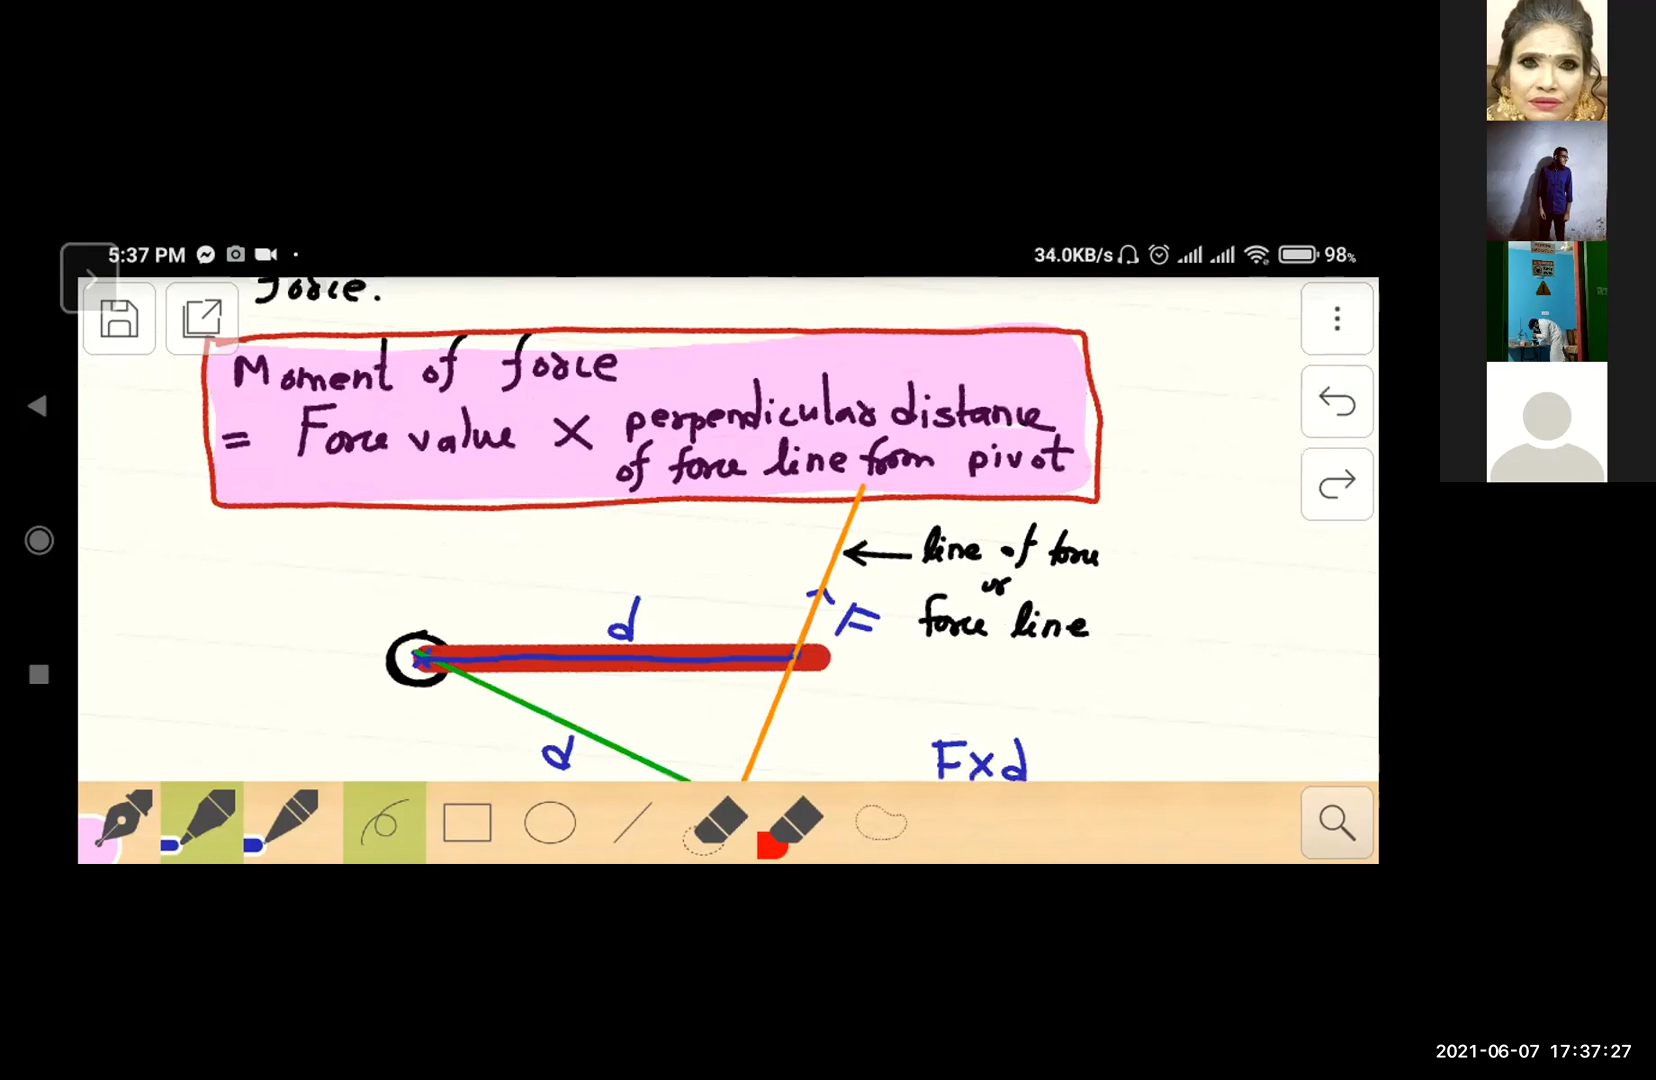 5:37 PM
34.0KB/s
98%
force.
Moment of force
= Force value × perpendicular distance
of force line from pivot
line of force
or
force line
d
F
d
F×d
2021-06-07 17:37:27